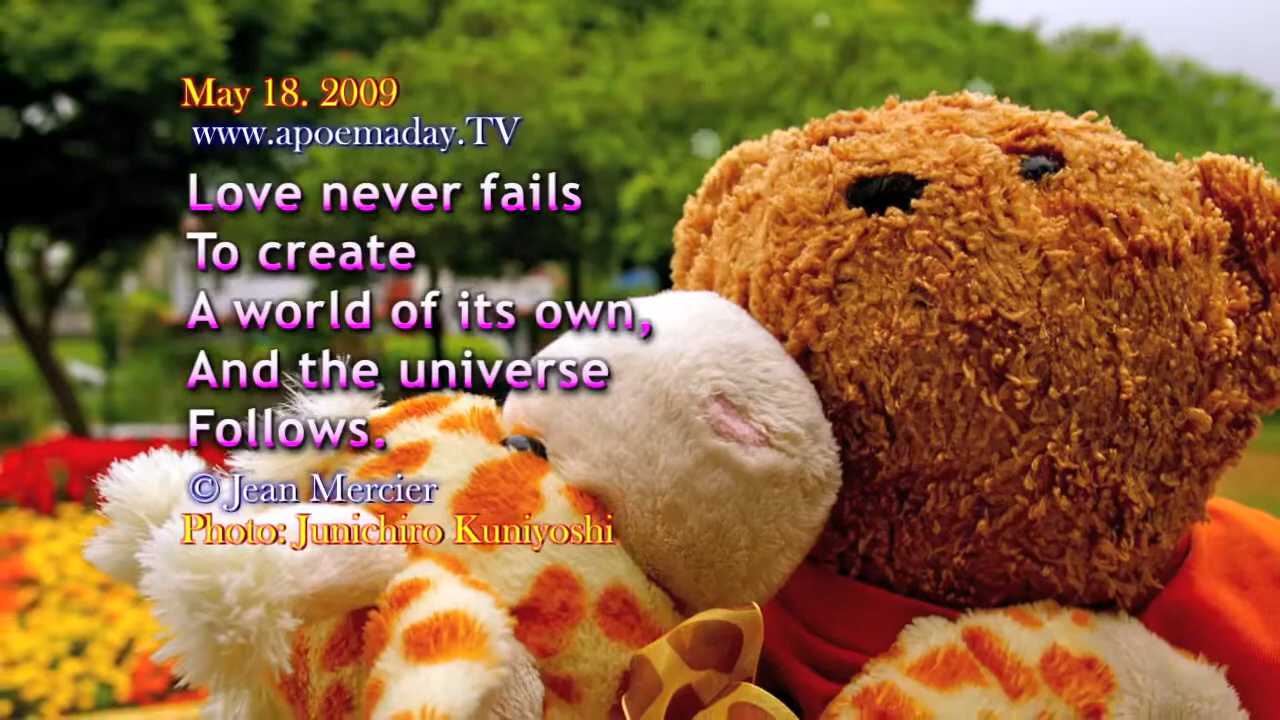 May 18. 2009
www.apoemaday.TV
Love never fails
To create
A world of its own,
And the universe
Follows.
© Jean Mercier
Photo: Junichiro Kuniyoshi